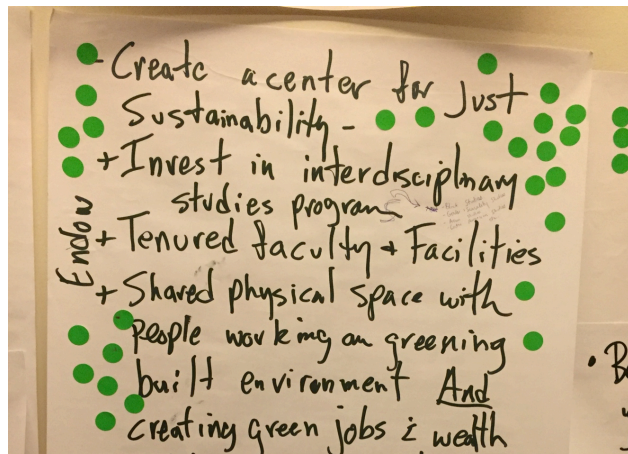 - Create a center for Just
Sustainability -
+ Invest in interdisciplinary
studies program
Endow
+ Tenured faculty + Facilities
+ Shared physical space with
people working on greening
built environment And
creating green jobs & wealth